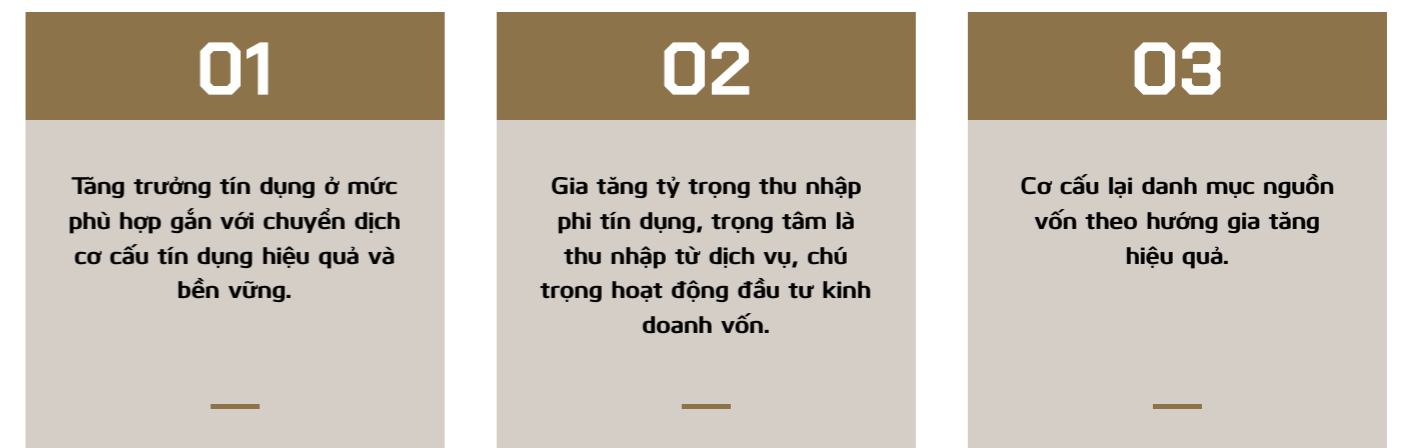 01
Tăng trưởng tín dụng ở mức
phù hợp gắn với chuyển dịch
cơ cấu tín dụng hiệu quả và
bền vững.
02
Gia tăng tỷ trọng thu nhập
phi tín dụng, trọng tâm là
thu nhập từ dịch vụ, chú
trọng hoạt động đầu tư kinh
doanh vốn.
03
Cơ cấu lại danh mục nguồn
vốn theo hướng gia tăng
hiệu quả.